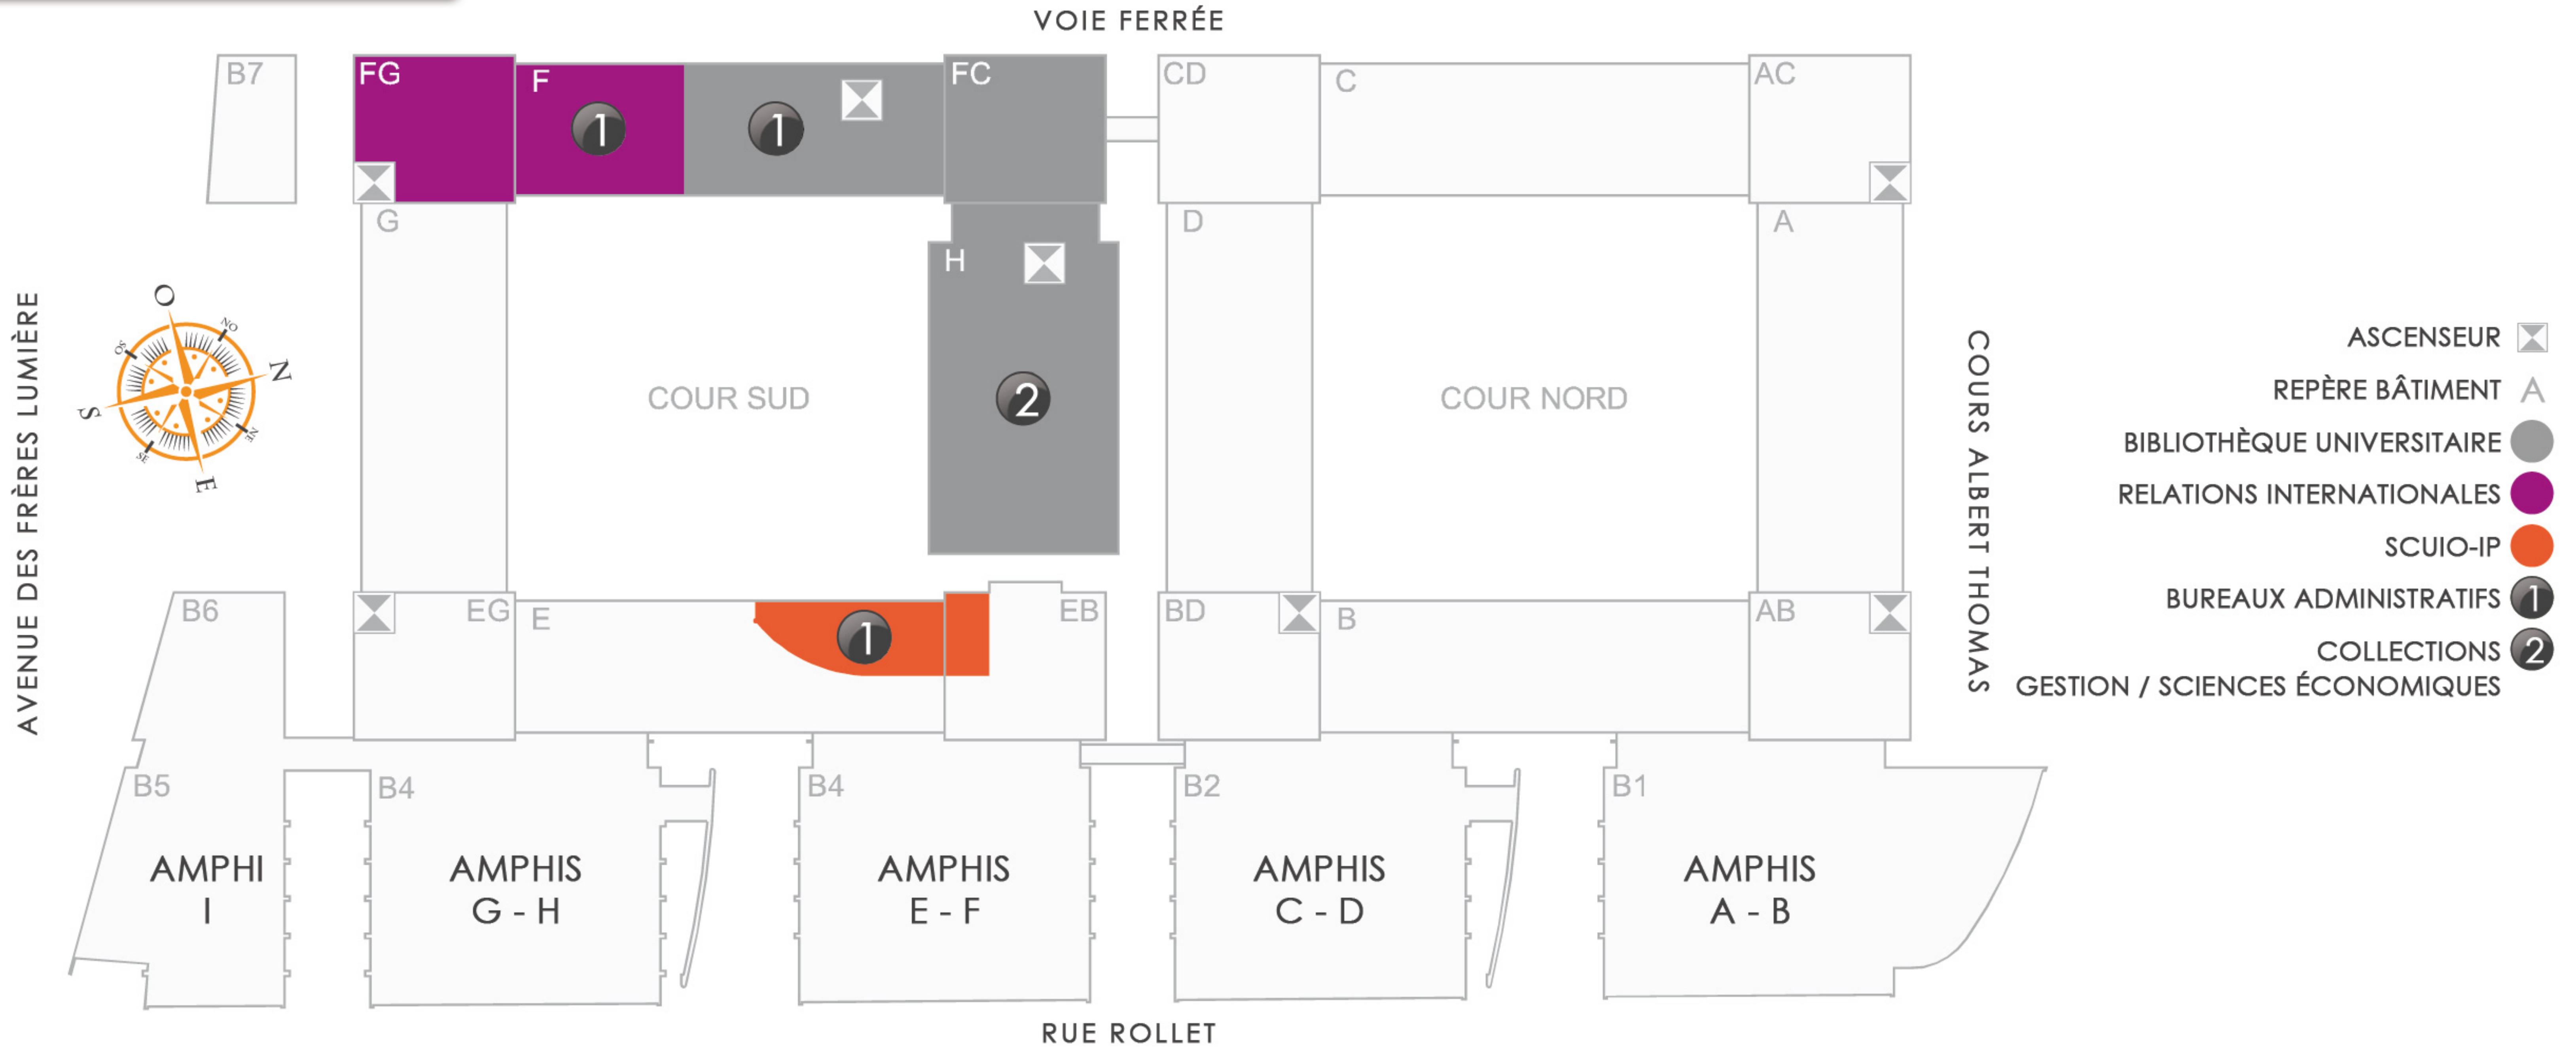 VOIE FERRÉE
B7
FG
F
1
1
FC
CD
C
AC
G
H
D
A
AVENUE DES FRÈRES LUMIÈRE
O
NO
N
NE
E
SE
S
SO
COUR SUD
2
COUR NORD
COURS ALBERT THOMAS
ASCENSEUR
REPÈRE BÂTIMENT A
BIBLIOTHÈQUE UNIVERSITAIRE
RELATIONS INTERNATIONALES
SCUIO-IP
BUREAUX ADMINISTRATIFS 1
COLLECTIONS 2
GESTION / SCIENCES ÉCONOMIQUES
B6
EG
E
1
EB
BD
B
AB
B5
B4
B4
B2
B1
AMPHI
I
AMPHIS
G - H
AMPHIS
E - F
AMPHIS
C - D
AMPHIS
A - B
RUE ROLLET